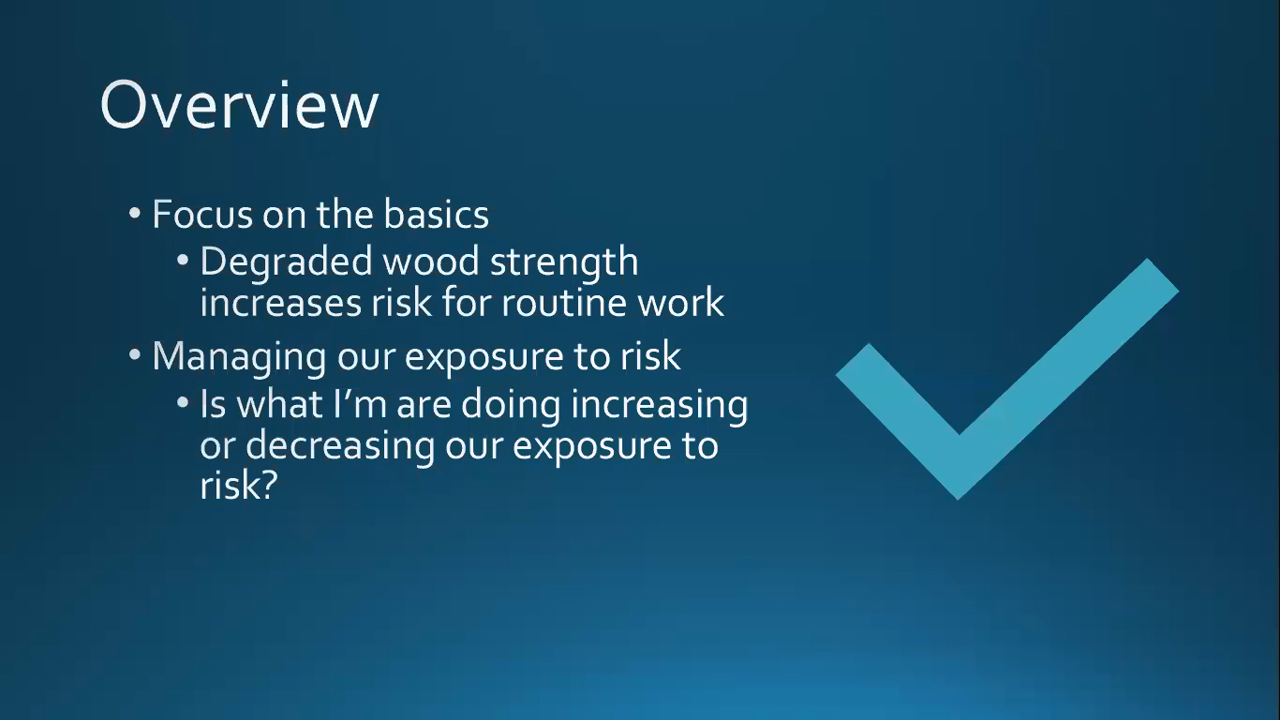 Overview
• Focus on the basics
• Degraded wood strength
increases risk for routine work
• Managing our exposure to risk
• Is what I’m are doing increasing
or decreasing our exposure to
risk?